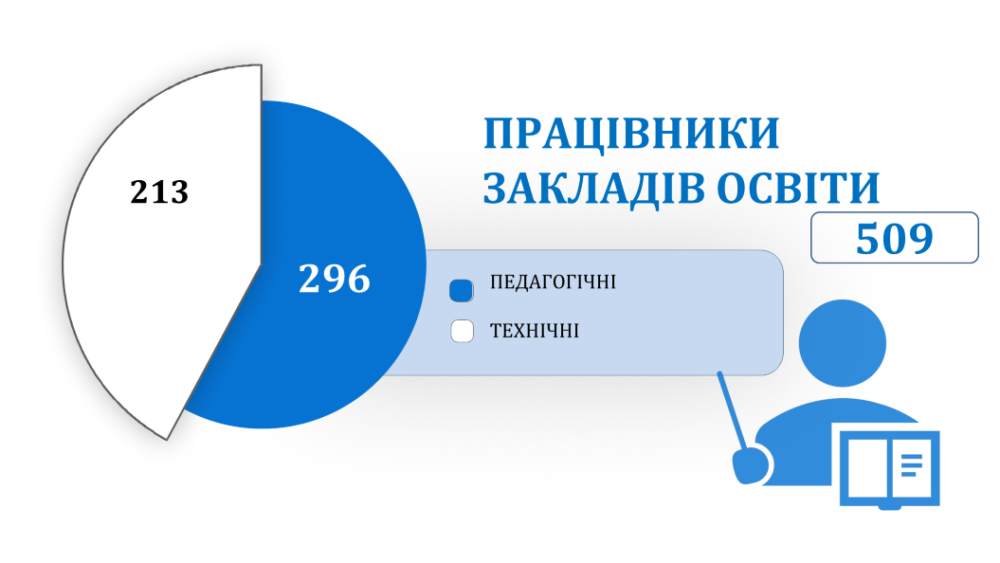 ПРАЦІВНИКИ
ЗАКЛАДІВ ОСВІТИ
509
213
296
ПЕДАГОГІЧНІ
ТЕХНІЧНІ